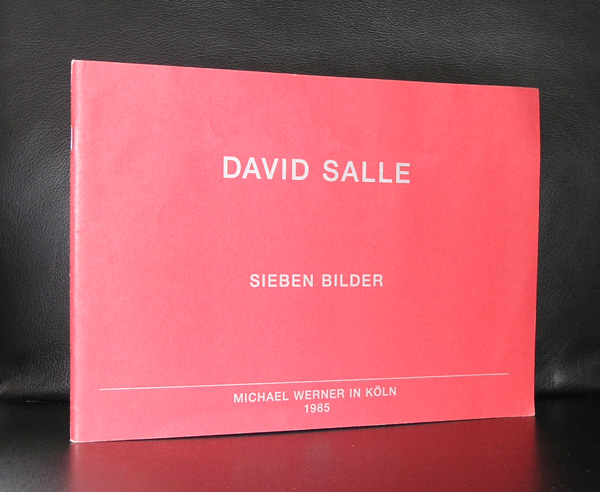 DAVID SALLE
SIEBEN BILDER
MICHAEL WERNER IN KÖLN
1985